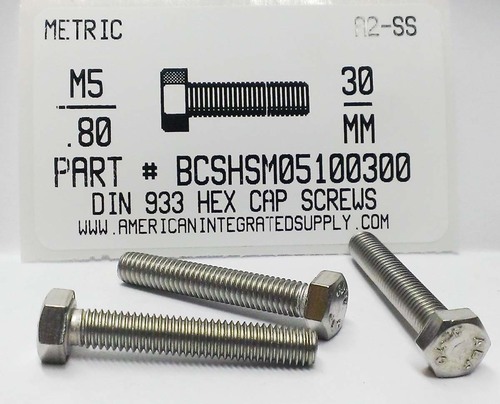 METRIC A2-SS
M5 30
.80 MM
PART # BCSHSM05100300
DIN 933 HEX CAP SCREWS
WWW.AMERICANINTEGRATEDSUPPLY.COM